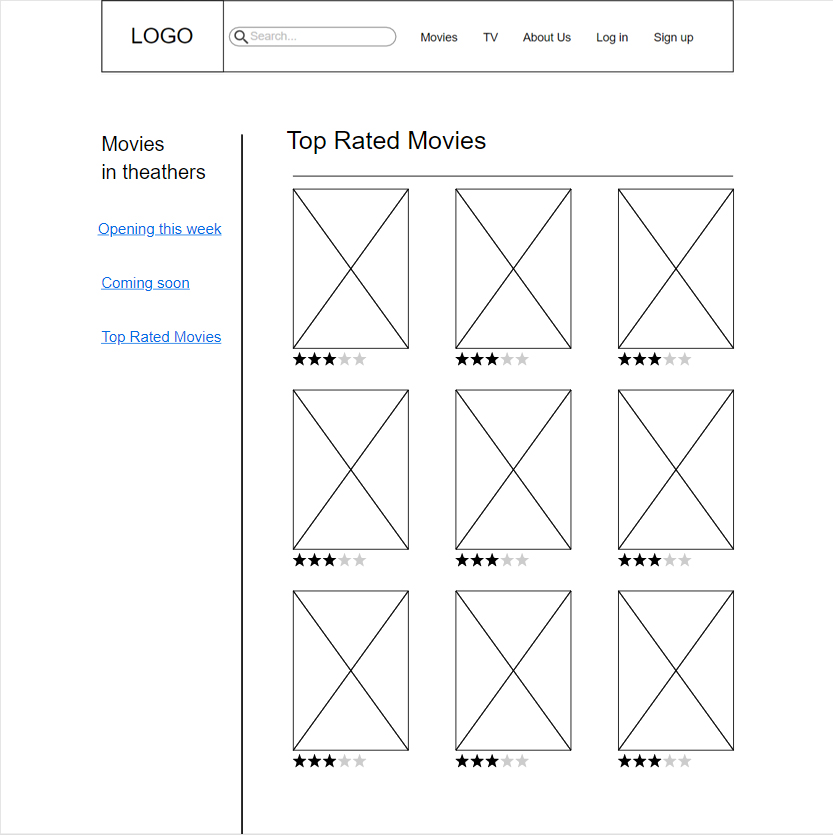 LOGO
Search...
Movies
TV
About Us
Log in
Sign up
Movies
in theathers
Opening this week
Coming soon
Top Rated Movies
Top Rated Movies